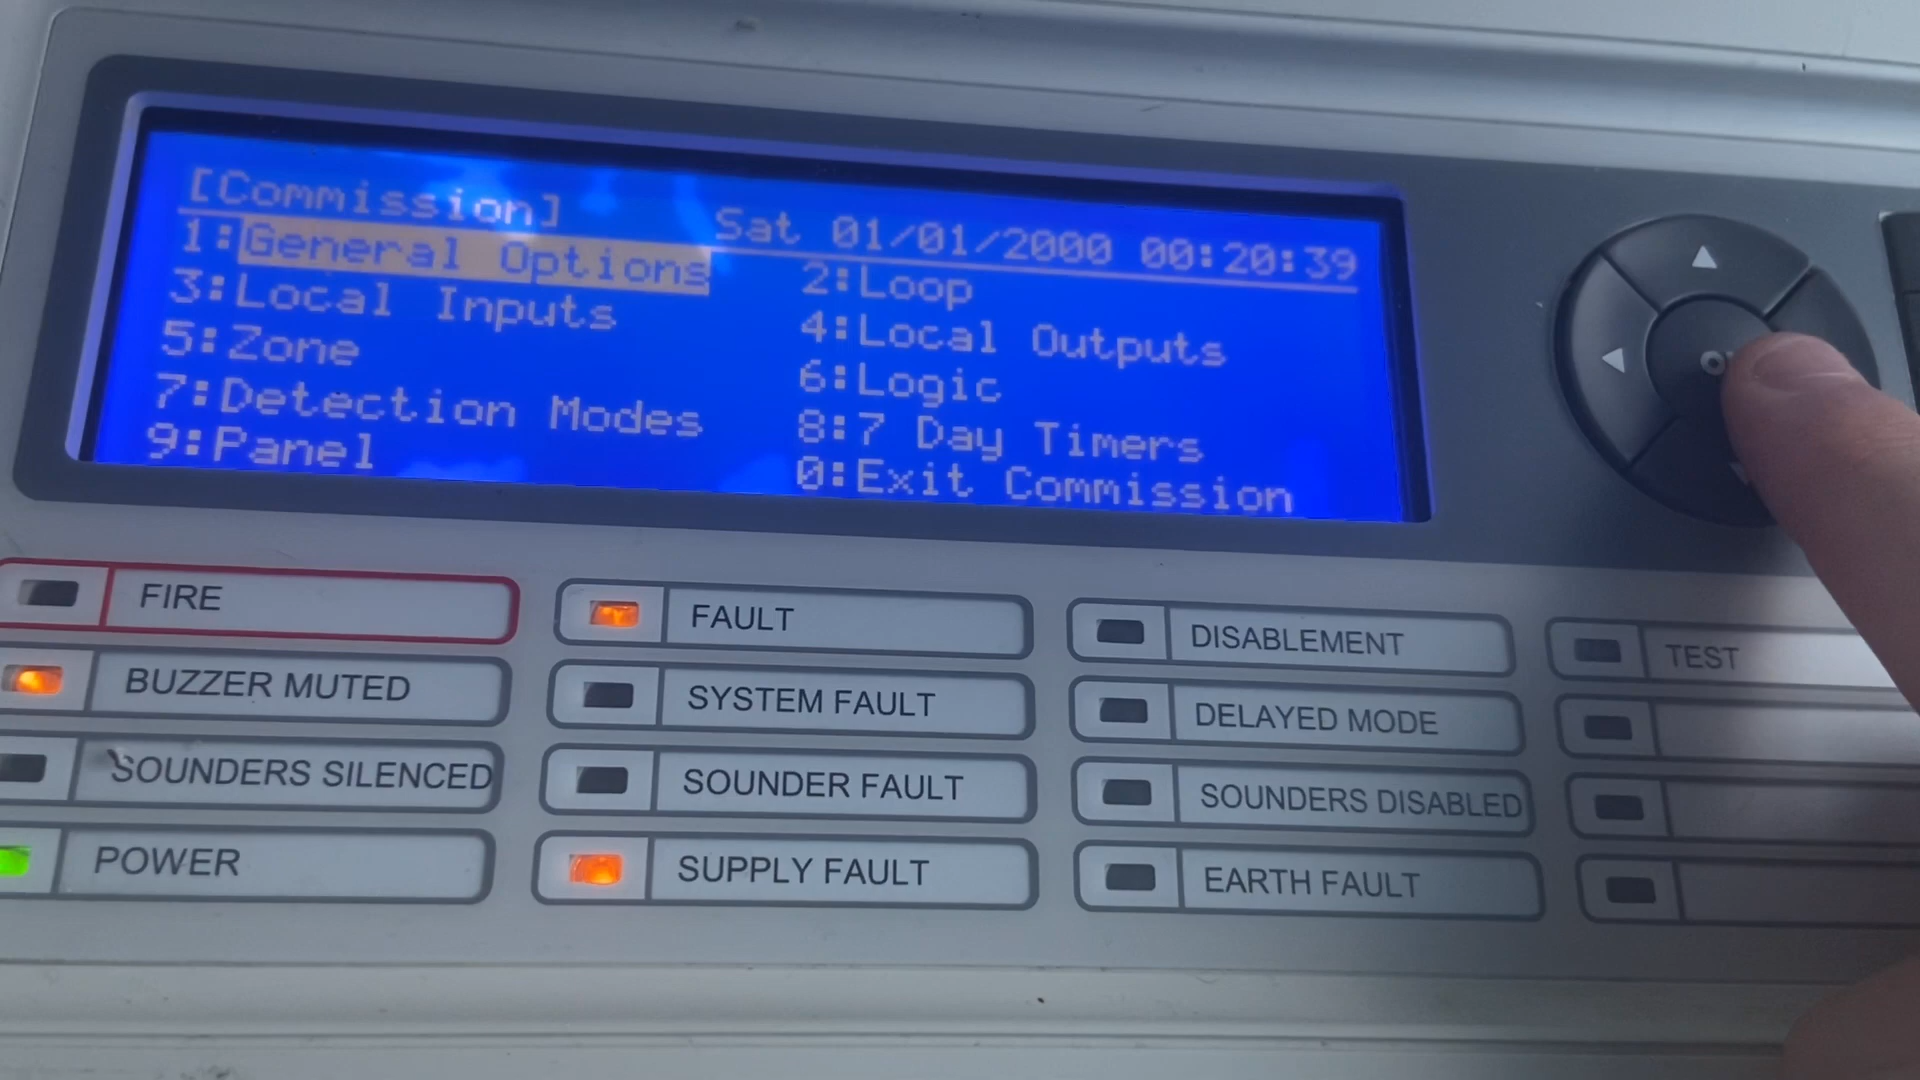 [Commission] Sat 01/01/2000 00:20:39
1:General Options 2:Loop
3:Local Inputs 4:Local Outputs
5:Zone 6:Logic
7:Detection Modes 8:7 Day Timers
9:Panel 0:Exit Commission
FIRE FAULT DISABLEMENT TEST
BUZZER MUTED SYSTEM FAULT DELAYED MODE
SOUNDERS SILENCED SOUNDER FAULT SOUNDERS DISABLED
POWER SUPPLY FAULT EARTH FAULT